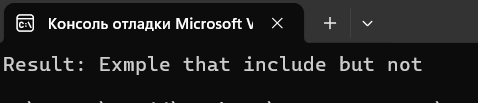 Консоль отладки Microsoft V
Result: Exmple that include but not